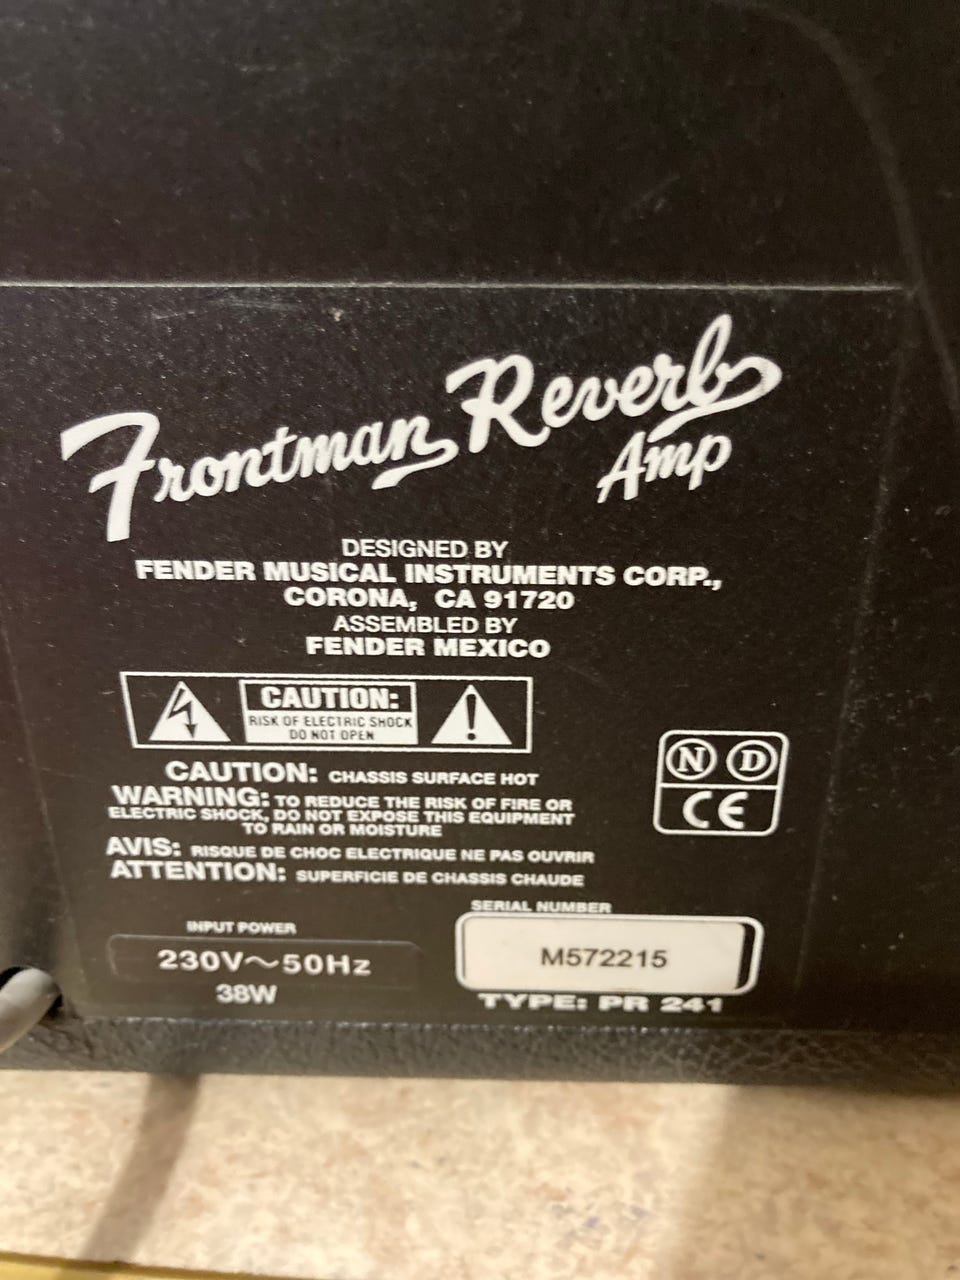 Frontman Reverb
Amp
DESIGNED BY
FENDER MUSICAL INSTRUMENTS CORP.,
CORONA, CA 91720
ASSEMBLED BY
FENDER MEXICO
CAUTION:
RISK OF ELECTRIC SHOCK
DO NOT OPEN
CAUTION: CHASSIS SURFACE HOT
WARNING: TO REDUCE THE RISK OF FIRE OR
ELECTRIC SHOCK, DO NOT EXPOSE THIS EQUIPMENT
TO RAIN OR MOISTURE
AVIS: RISQUE DE CHOC ELECTRIQUE NE PAS OUVRIR
ATTENTION: SUPERFICIE DE CHASSIS CHAUDE
N D
CE
INPUT POWER
230V~50Hz
38W
SERIAL NUMBER
M572215
TYPE: PR 241